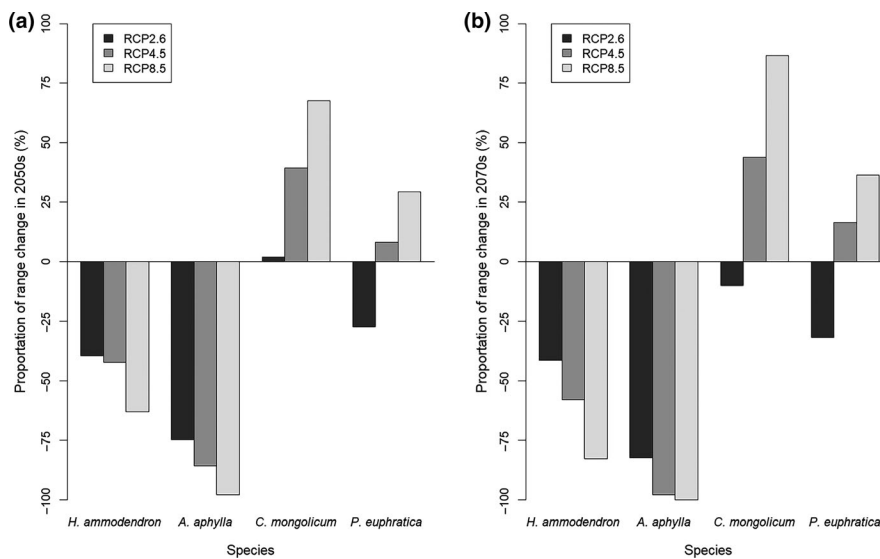 (a)
RCP2.6
RCP4.5
RCP8.5
Proportation of range change in 2050s (%)
100
75
50
25
0
−25
−50
−75
−100
H. ammodendron A. aphylla C. mongolicum P. euphratica
Species
(b)
RCP2.6
RCP4.5
RCP8.5
Proportation of range change in 2070s (%)
100
75
50
25
0
−25
−50
−75
−100
H. ammodendron A. aphylla C. mongolicum P. euphratica
Species